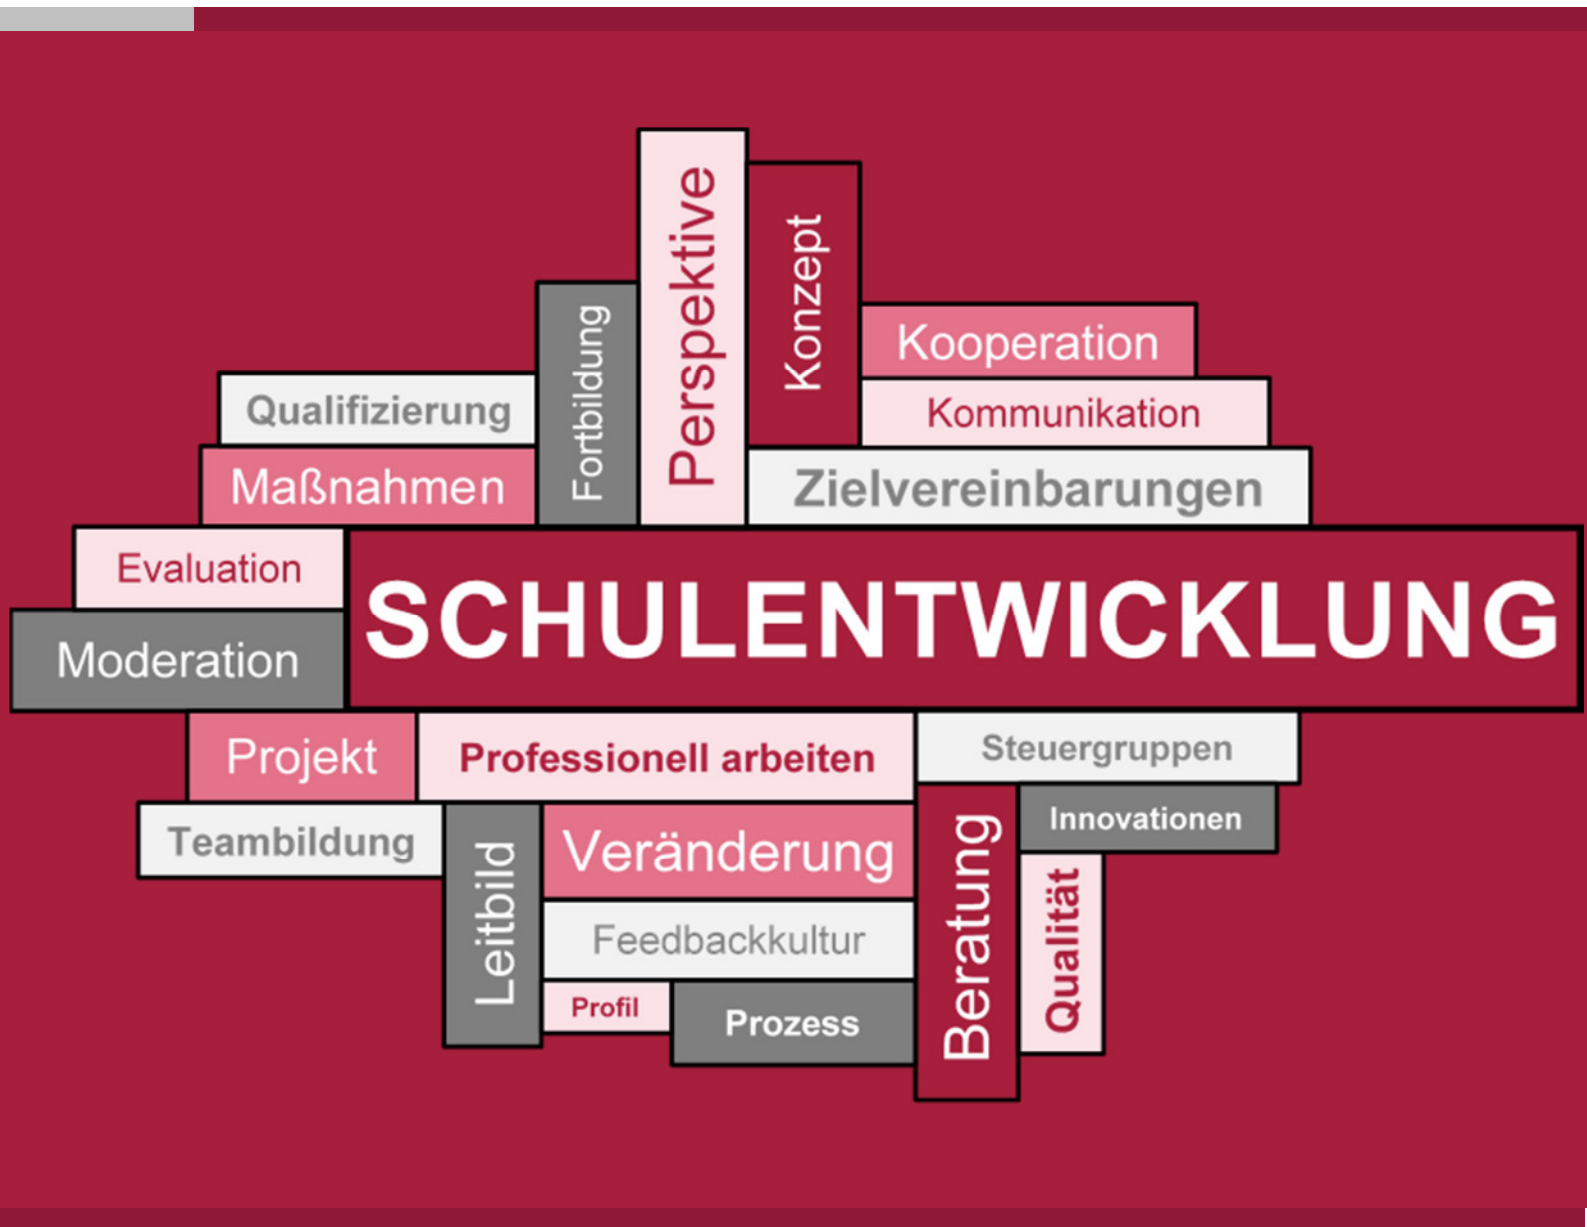 Perspektive
Konzept
Fortbildung
Kooperation
Qualifizierung
Kommunikation
Maßnahmen
Zielvereinbarungen
Evaluation
SCHULENTWICKLUNG
Moderation
Projekt
Professionell arbeiten
Steuergruppen
Teambildung
Leitbild
Veränderung
Beratung
Innovationen
Qualität
Feedbackkultur
Profil
Prozess